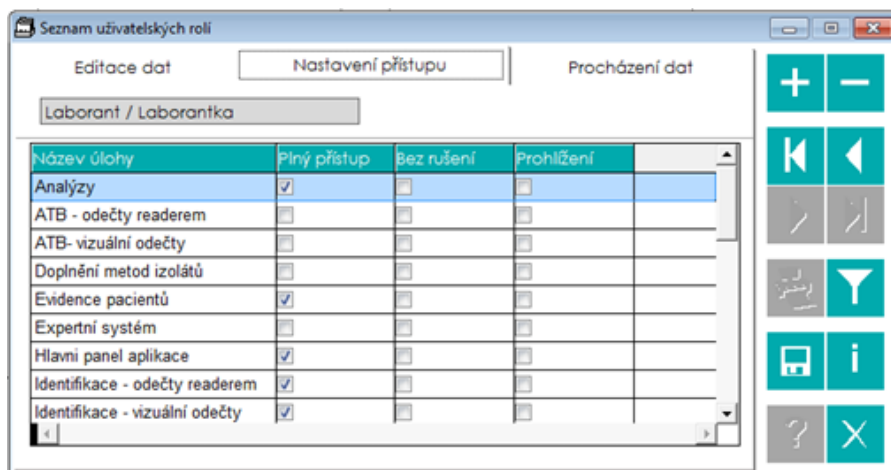 Seznam uživatelských rolí
Editace dat Nastavení přístupu Procházení dat
Laborant / Laborantka
Název úlohy Plný přístup Bez rušení Prohlížení
Analýzy
ATB - odečty readerem
ATB- vizuální odečty
Doplnění metod izolátů
Evidence pacientů
Expertní systém
Hlavni panel aplikace
Identifikace - odečty readerem
Identifikace - vizuální odečty